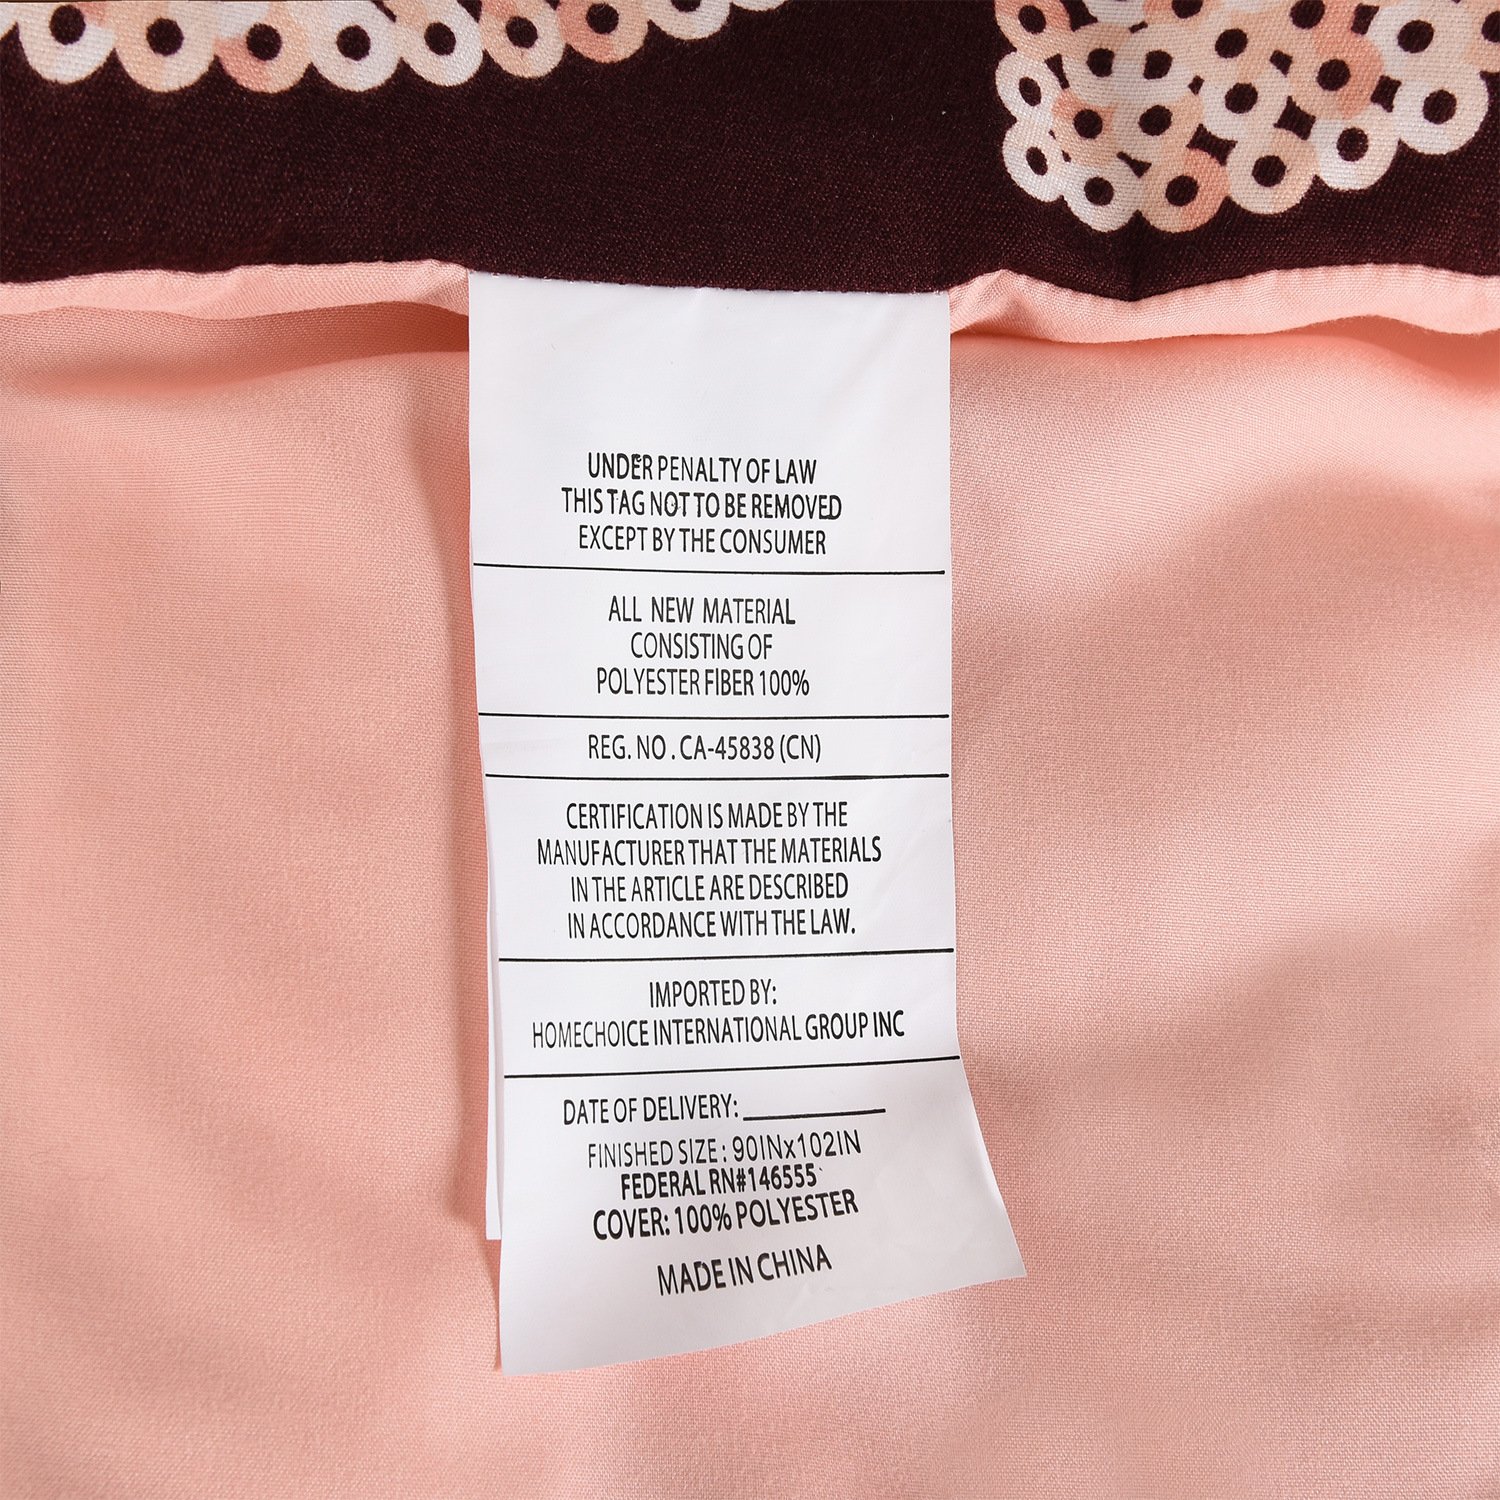 UNDER PENALTY OF LAW
THIS TAG NOT TO BE REMOVED
EXCEPT BY THE CONSUMER
ALL NEW MATERIAL
CONSISTING OF
POLYESTER FIBER 100%
REG. NO. CA-45838 (CN)
CERTIFICATION IS MADE BY THE
MANUFACTURER THAT THE MATERIALS
IN THE ARTICLE ARE DESCRIBED
IN ACCORDANCE WITH THE LAW.
IMPORTED BY:
HOMECHOICE INTERNATIONAL GROUP INC
DATE OF DELIVERY: ____________
FINISHED SIZE: 90INx102IN
FEDERAL RN#146555
COVER: 100% POLYESTER
MADE IN CHINA